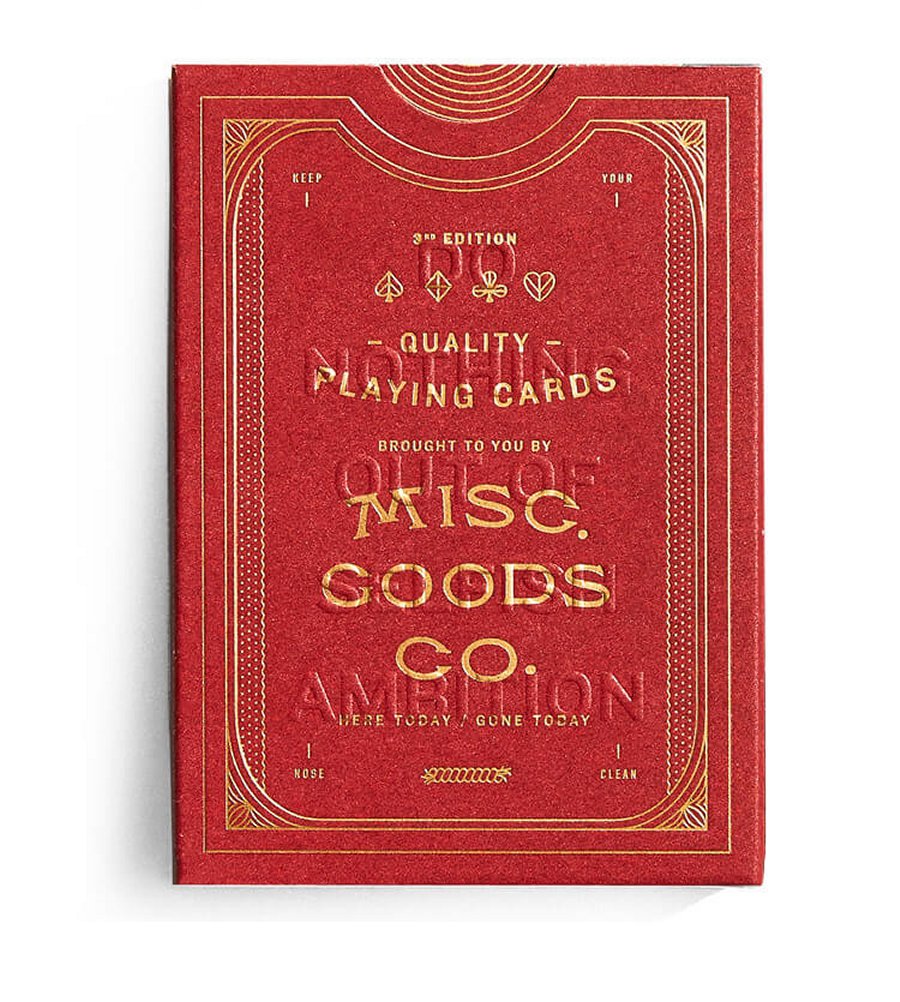 KEEP YOUR
3RD EDITION
DO
– QUALITY –
NOTHING
PLAYING CARDS
BROUGHT TO YOU BY
OUT OF
MISC.
SELFISH
GOODS
CO.
AMBITION
HERE TODAY / GONE TODAY
NOSE CLEAN